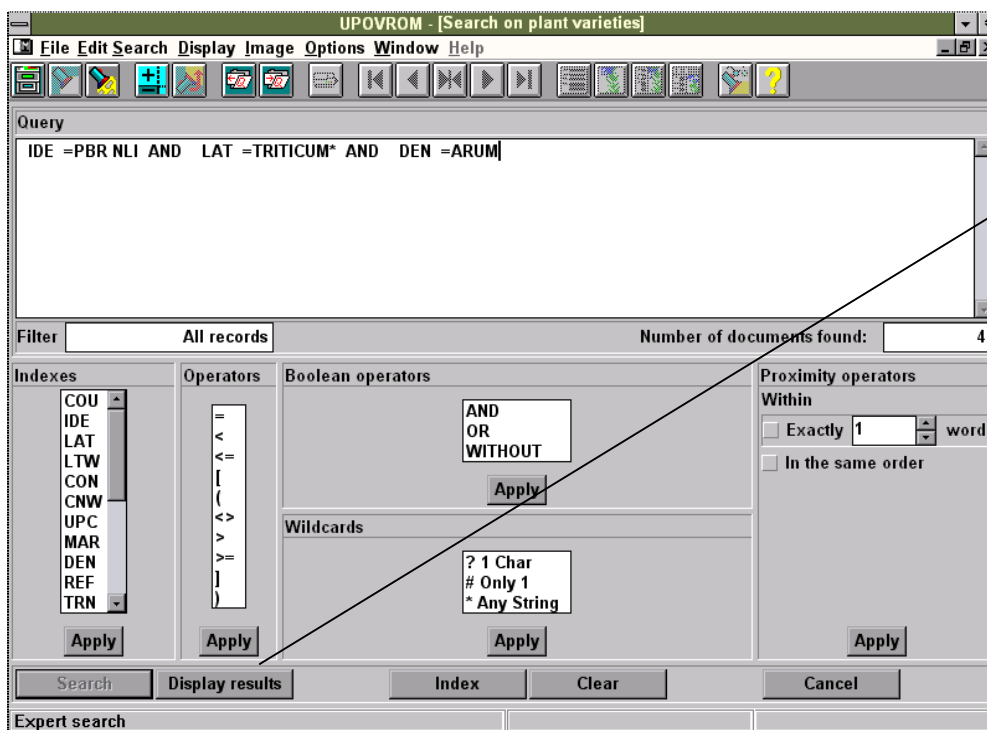 UPOVROM - [Search on plant varieties]
File Edit Search Display Image Options Window Help
Query
IDE =PBR NLI AND LAT =TRITICUM* AND DEN =ARUM
Filter All records Number of documents found: 4
Indexes Operators Boolean operators Proximity operators
COU
IDE
LAT
LTW
CON
CNW
UPC
MAR
DEN
REF
TRN
Apply
=
<
<=
[
(
<>
>
>=
]
)
Apply
AND
OR
WITHOUT
Apply
Wildcards
? 1 Char
# Only 1
* Any String
Apply
Within
Exactly 1 word
In the same order
Apply
Search Display results Index Clear Cancel
Expert search